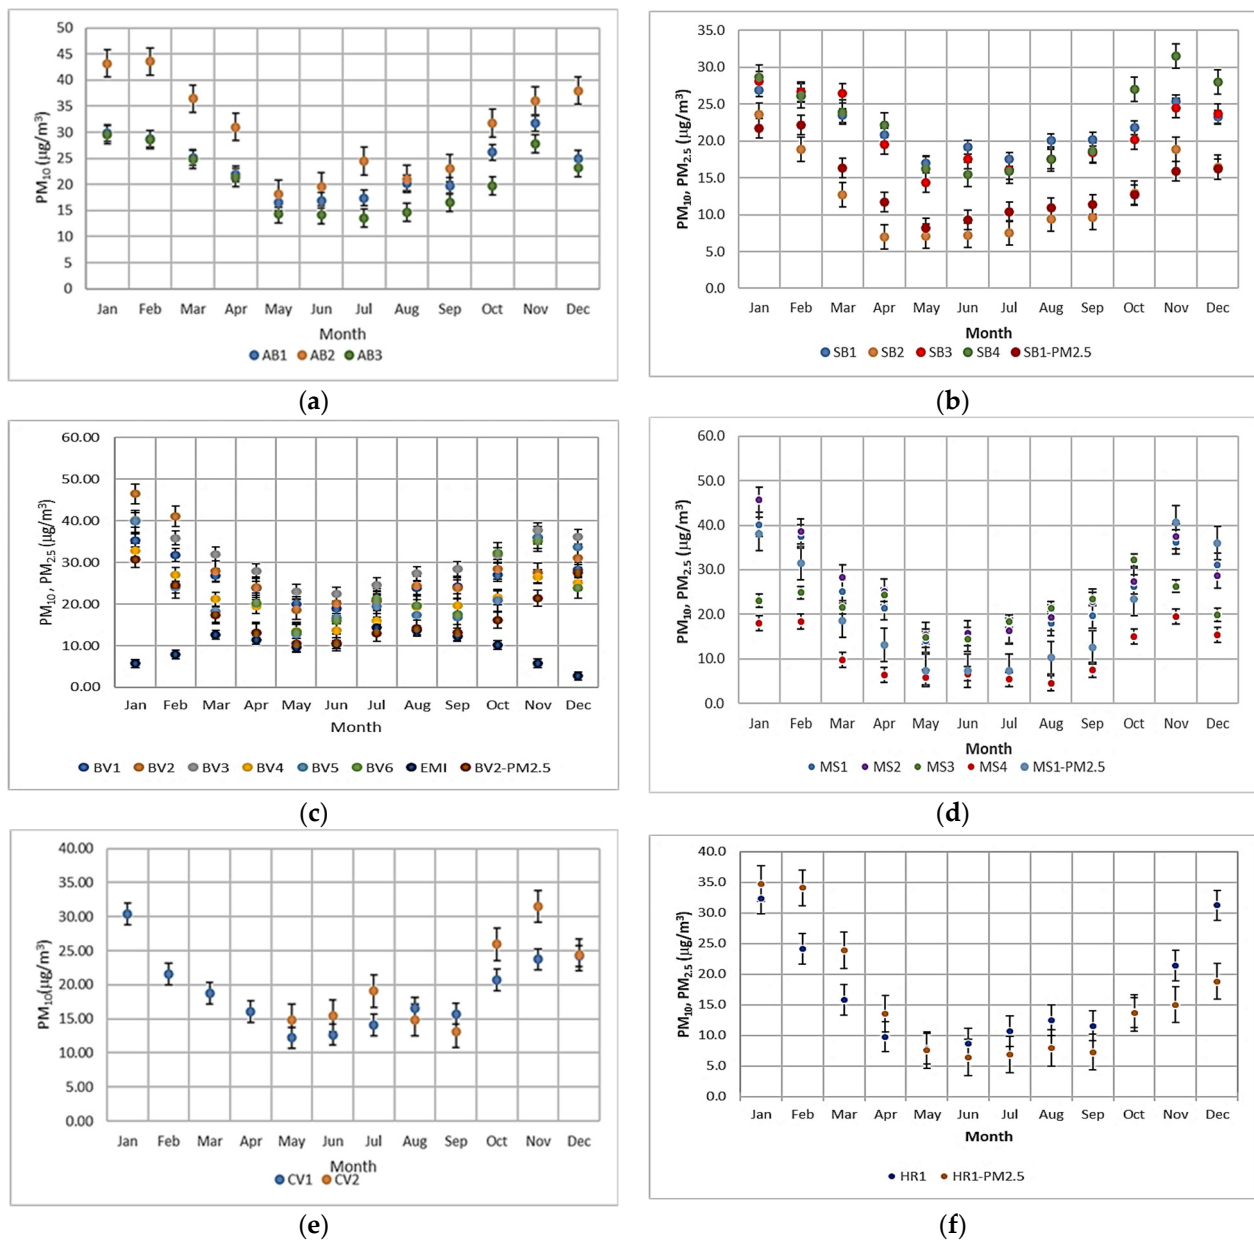 50
45
40
35
30
25
20
15
10
5
0
PM10 (µg/m3)
Jan Feb Mar Apr May Jun Jul Aug Sep Oct Nov Dec
Month
AB1 AB2 AB3
(a)
35.0
30.0
25.0
20.0
15.0
10.0
5.0
0.0
PM10, PM2.5 (µg/m3)
Jan Feb Mar Apr May Jun Jul Aug Sep Oct Nov Dec
Month
SB1 SB2 SB3 SB4 SB1-PM2.5
(b)
60.00
50.00
40.00
30.00
20.00
10.00
0.00
PM10, PM2.5 (µg/m3)
Jan Feb Mar Apr May Jun Jul Aug Sep Oct Nov Dec
Month
BV1 BV2 BV3 BV4 BV5 BV6 EMI BV2-PM2.5
(c)
60.0
50.0
40.0
30.0
20.0
10.0
0.0
PM10, PM2.5 (µg/m3)
Jan Feb Mar Apr May Jun Jul Aug Sep Oct Nov Dec
Month
MS1 MS2 MS3 MS4 MS1-PM2.5
(d)
40.00
35.00
30.00
25.00
20.00
15.00
10.00
5.00
0.00
PM10(µg/m3)
Jan Feb Mar Apr May Jun Jul Aug Sep Oct Nov Dec
Month
CV1 CV2
(e)
40.0
35.0
30.0
25.0
20.0
15.0
10.0
5.0
0.0
PM10, PM2.5 (µg/m3)
Jan Feb Mar Apr May Jun Jul Aug Sep Oct Nov Dec
Month
HR1 HR1-PM2.5
(f)